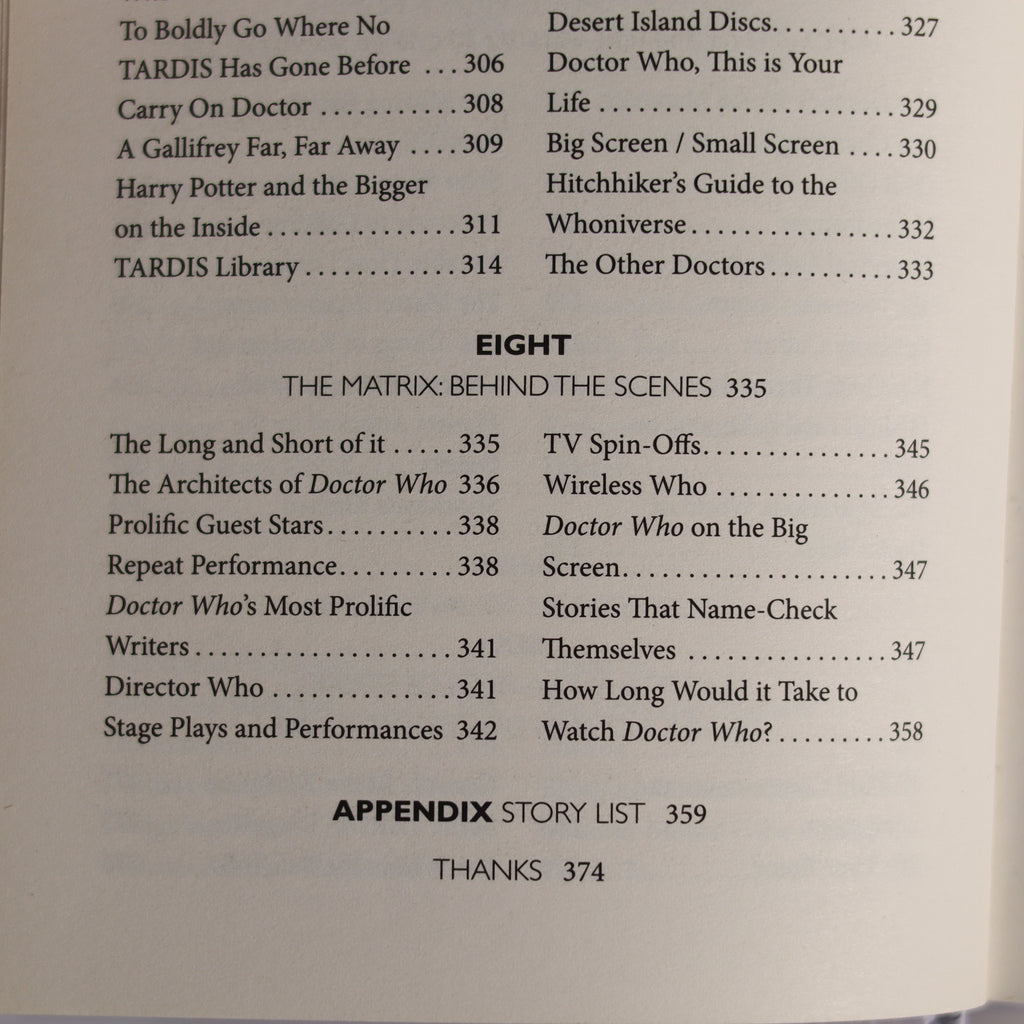 To Boldly Go Where No
TARDIS Has Gone Before ...306
Carry On Doctor ............308
A Gallifrey Far, Far Away ....309
Harry Potter and the Bigger
on the Inside ................311
TARDIS Library .............314
Desert Island Discs...........327
Doctor Who, This is Your
Life .........................329
Big Screen / Small Screen ....330
Hitchhiker's Guide to the
Whoniverse .................332
The Other Doctors...........333
EIGHT
THE MATRIX: BEHIND THE SCENES 335
The Long and Short of it .....335
The Architects of Doctor Who 336
Prolific Guest Stars...........338
Repeat Performance..........338
Doctor Who's Most Prolific
Writers ......................341
Director Who ...............341
Stage Plays and Performances 342
TV Spin-Offs.................345
Wireless Who ...............346
Doctor Who on the Big
Screen.......................347
Stories That Name-Check
Themselves .................347
How Long Would it Take to
Watch Doctor Who? .........358
APPENDIX STORY LIST 359
THANKS 374